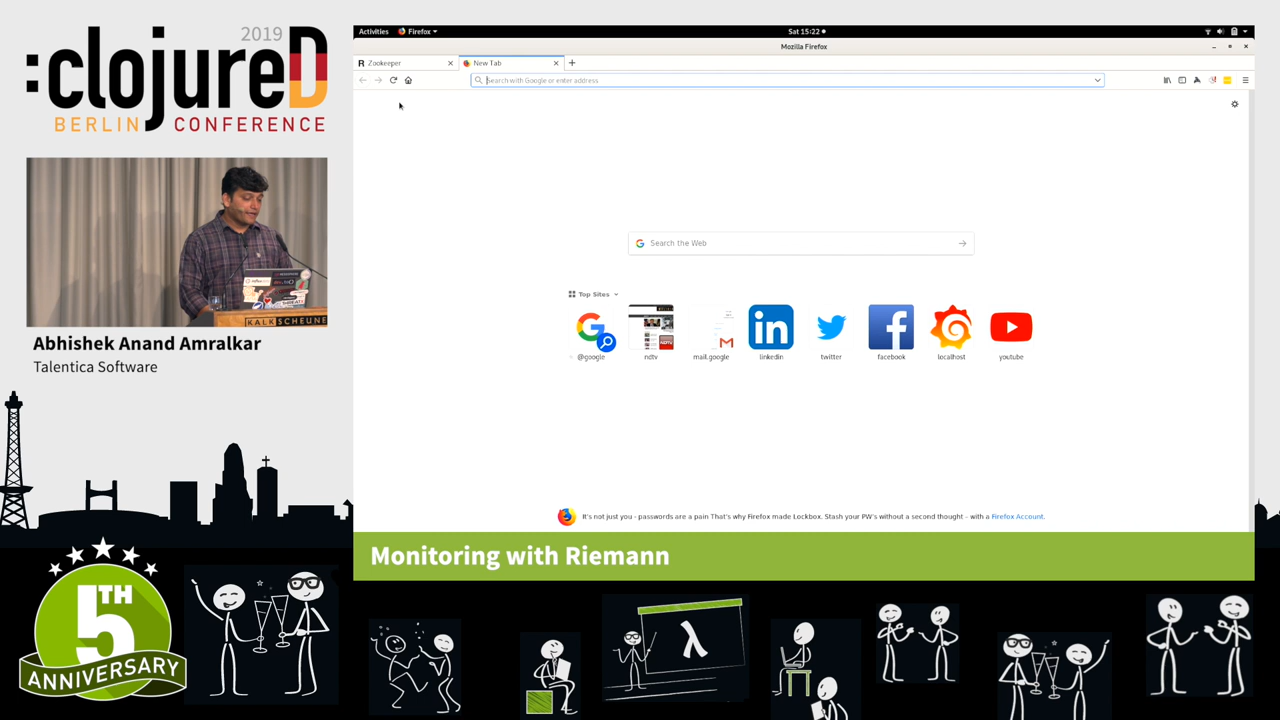 2019
:clojureD
BERLIN CONFERENCE
Abhishek Anand Amralkar
Talentica Software
KALKSCHEUNE
5TH
ANNIVERSARY
Activities Firefox Sat 15:22
Mozilla Firefox
R Zookeeper New Tab
Search with Google or enter address
Search the Web
Top Sites
@google ndtv mail.google linkedin twitter facebook localhost youtube
It's not just you - passwords are a pain That's why Firefox made Lockbox. Stash your PW's without a second thought - with a Firefox Account.
Monitoring with Riemann
λ